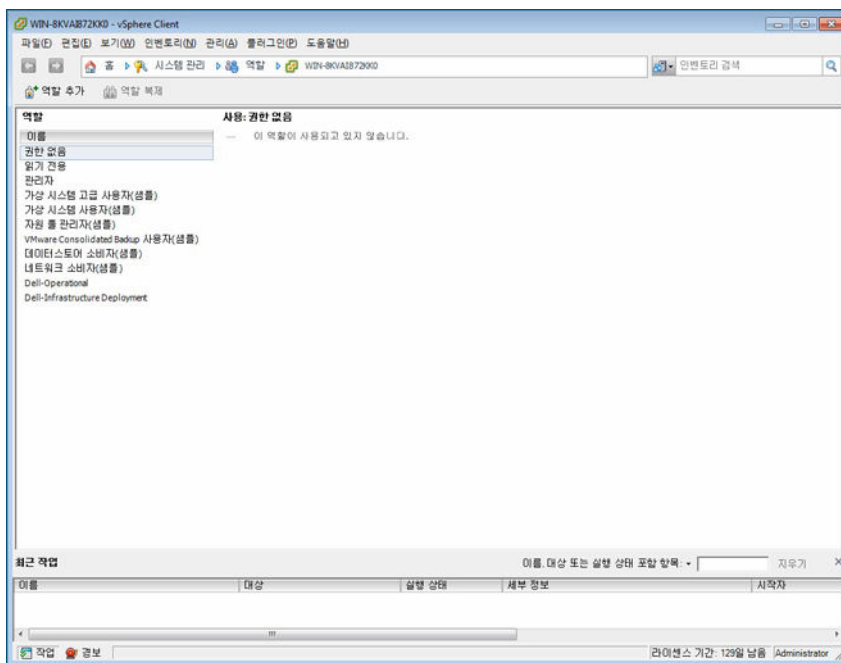 WIN-8KVAI872KK0 - vSphere Client
파일(F) 편집(E) 보기(W) 인벤토리(N) 관리(A) 플러그인(P) 도움말(H)
홈 시스템 관리 역할 WIN-8KVAI872KK0 인벤토리 검색
역할 추가 역할 복제
역할 사용: 권한 없음
이름 이 역할이 사용되고 있지 않습니다.
권한 없음
읽기 전용
관리자
가상 시스템 고급 사용자(샘플)
가상 시스템 사용자(샘플)
자원 풀 관리자(샘플)
VMware Consolidated Backup 사용자(샘플)
데이터스토어 소비자(샘플)
네트워크 소비자(샘플)
Dell-Operational
Dell-Infrastructure Deployment
최근 작업 이름, 대상 또는 실행 상태 포함 항목: 지우기
이름 대상 실행 상태 세부 정보 시작자
작업 경보 라이센스 기간: 129일 남음 Administrator